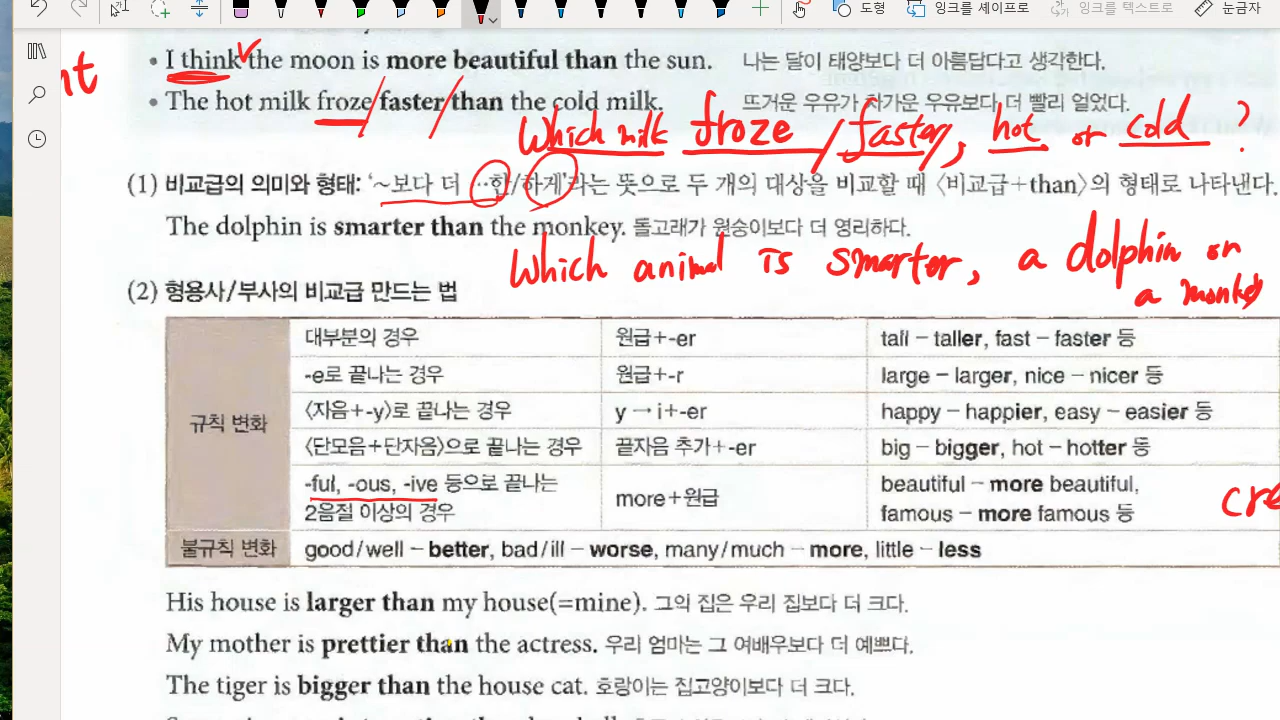 도형 잉크를 셰이프로 잉크를 텍스트로 눈금자
• I think the moon is more beautiful than the sun. 나는 달이 태양보다 더 아름답다고 생각한다.
• The hot milk froze/faster/than the cold milk. 뜨거운 우유가 차가운 우유보다 더 빨리 얼었다.
Which milk froze/faster, hot or cold ?
(1) 비교급의 의미와 형태: ‘~보다 더 …한/하게’라는 뜻으로 두 개의 대상을 비교할 때 〈비교급+than〉의 형태로 나타낸다.
The dolphin is smarter than the monkey. 돌고래가 원숭이보다 더 영리하다.
Which animal is smarter, a dolphin or
a monkey
(2) 형용사/부사의 비교급 만드는 법
규칙 변화
대부분의 경우 원급+-er tall – taller, fast – faster 등
-e로 끝나는 경우 원급+-r large – larger, nice – nicer 등
〈자음+-y〉로 끝나는 경우 y → i+-er happy – happier, easy – easier 등
〈단모음+단자음〉으로 끝나는 경우 끝자음 추가+-er big – bigger, hot – hotter 등
-ful, -ous, -ive 등으로 끝나는
2음절 이상의 경우
more+원급
beautiful – more beautiful,
famous – more famous 등
불규칙 변화 good/well – better, bad/ill – worse, many/much – more, little – less
His house is larger than my house(=mine). 그의 집은 우리 집보다 더 크다.
My mother is prettier than the actress. 우리 엄마는 그 여배우보다 더 예쁘다.
The tiger is bigger than the house cat. 호랑이는 집고양이보다 더 크다.